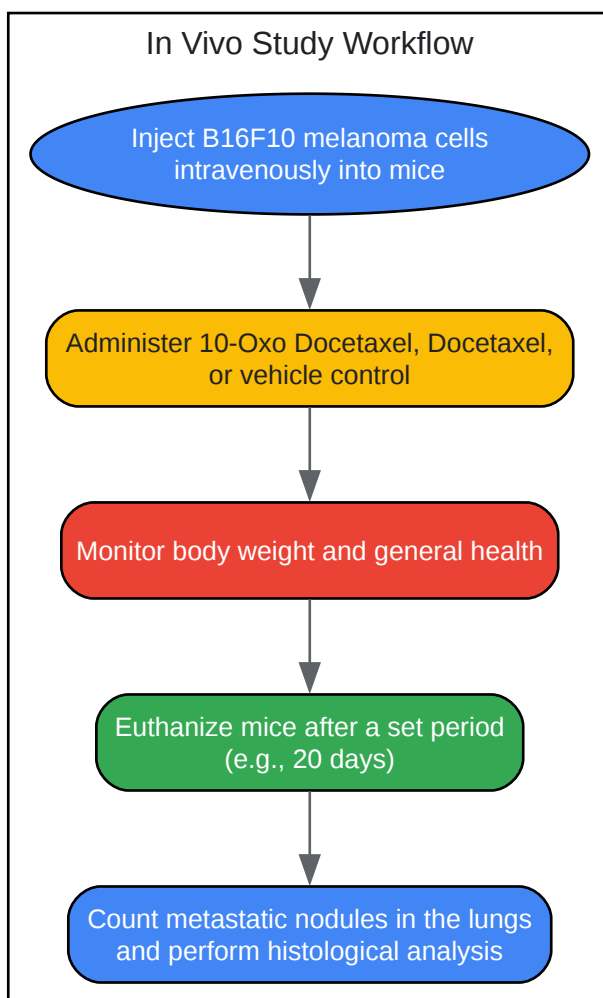 In Vivo Study Workflow
Inject B16F10 melanoma cells
intravenously into mice
Administer 10-Oxo Docetaxel, Docetaxel,
or vehicle control
Monitor body weight and general health
Euthanize mice after a set period
(e.g., 20 days)
Count metastatic nodules in the lungs
and perform histological analysis